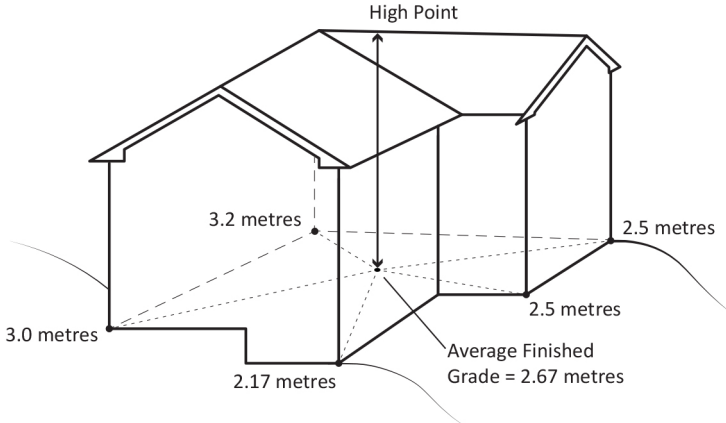 High Point
3.2 metres
2.5 metres
2.5 metres
3.0 metres
Average Finished
Grade = 2.67 metres
2.17 metres